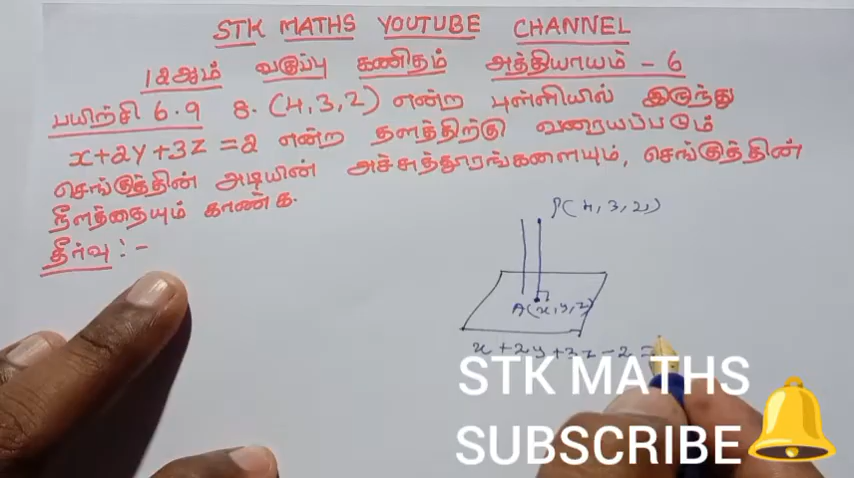 STK MATHS YOUTUBE CHANNEL
12ஆம் வகுப்பு கணிதம் அத்தியாயம் - 6
பயிற்சி 6.9 8. (4,3,2) என்ற புள்ளியில் இருந்து
x+2y+3z=2 என்ற தளத்திற்கு வரையப்படும்
செங்குத்தின் அடியின் அச்சுத்தூரங்களையும், செங்குத்தின்
நீளத்தையும் காண்க.
தீர்வு :-
P(4,3,2)
A(x,y,z)
x+2y+3z-2=
STK MATHS
SUBSCRIBE